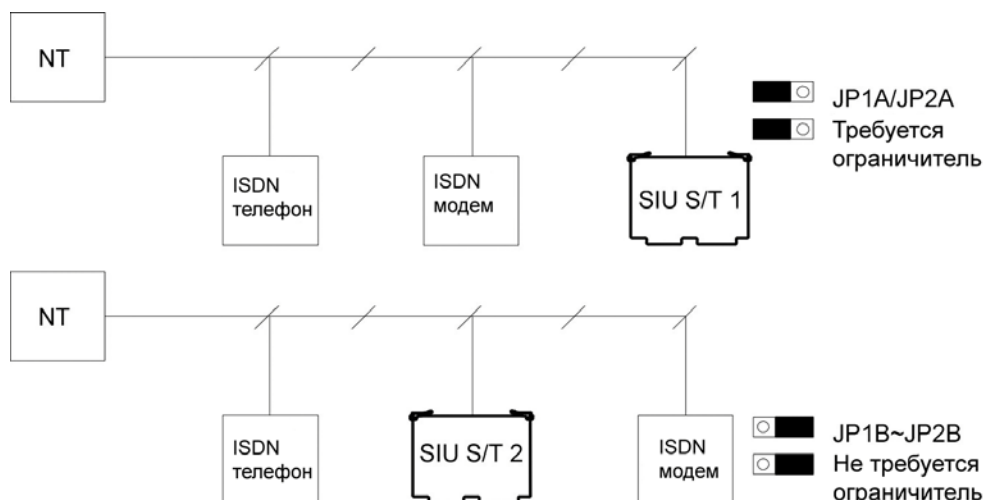 NT
JP1A/JP2A
Требуется
ограничитель
ISDN
телефон
ISDN
модем
SIU S/T 1
NT
ISDN
телефон
SIU S/T 2
ISDN
модем
JP1B~JP2B
Не требуется
ограничитель